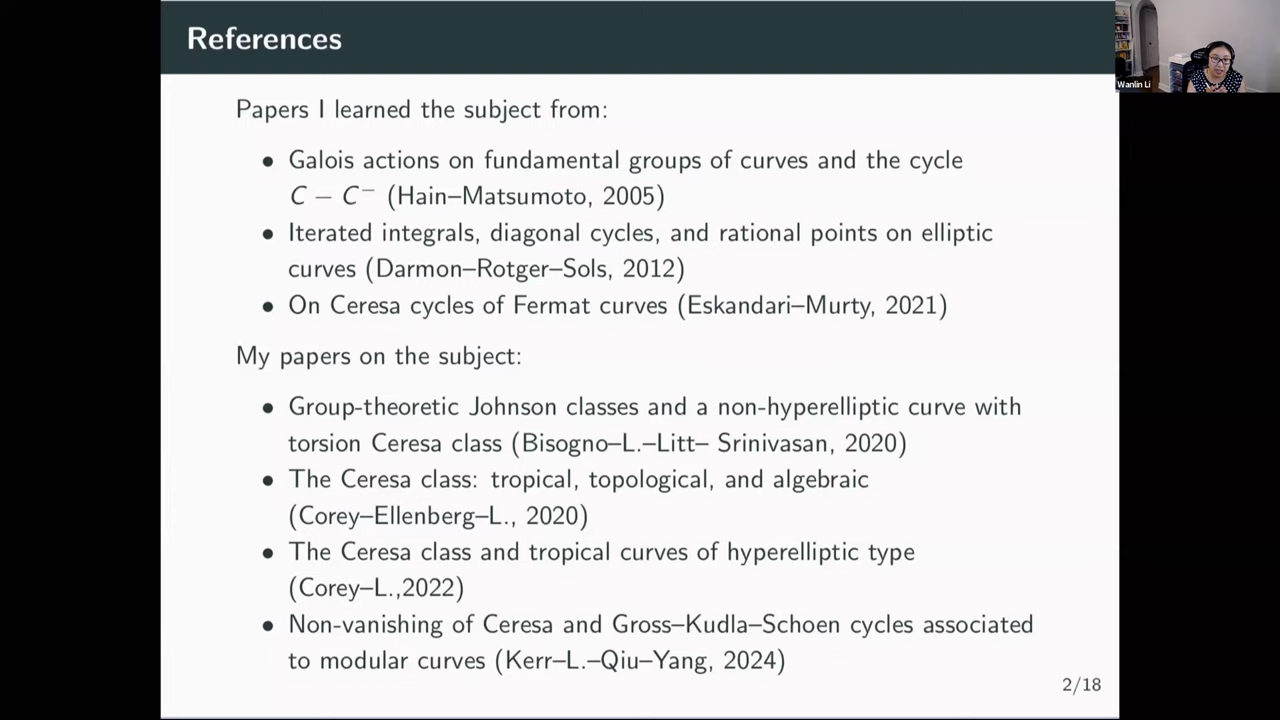 References
Wanlin Li
Papers I learned the subject from:
• Galois actions on fundamental groups of curves and the cycle
C − C⁻ (Hain–Matsumoto, 2005)
• Iterated integrals, diagonal cycles, and rational points on elliptic
curves (Darmon–Rotger–Sols, 2012)
• On Ceresa cycles of Fermat curves (Eskandari–Murty, 2021)
My papers on the subject:
• Group-theoretic Johnson classes and a non-hyperelliptic curve with
torsion Ceresa class (Bisogno–L.–Litt– Srinivasan, 2020)
• The Ceresa class: tropical, topological, and algebraic
(Corey–Ellenberg–L., 2020)
• The Ceresa class and tropical curves of hyperelliptic type
(Corey–L.,2022)
• Non-vanishing of Ceresa and Gross–Kudla–Schoen cycles associated
to modular curves (Kerr–L.–Qiu–Yang, 2024)
2/18